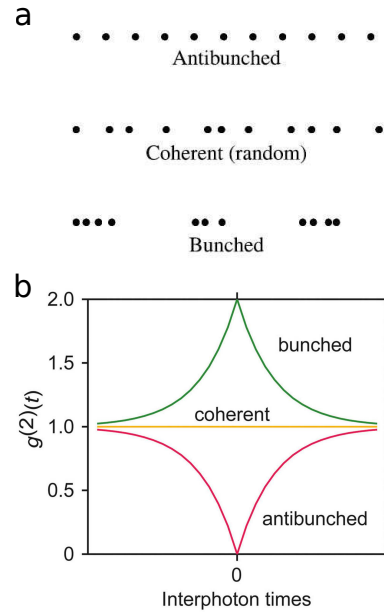 a
Antibunched
Coherent (random)
Bunched
b
2.0
1.5
1.0
0.5
0
g(2)(t)
bunched
coherent
antibunched
0
Interphoton times